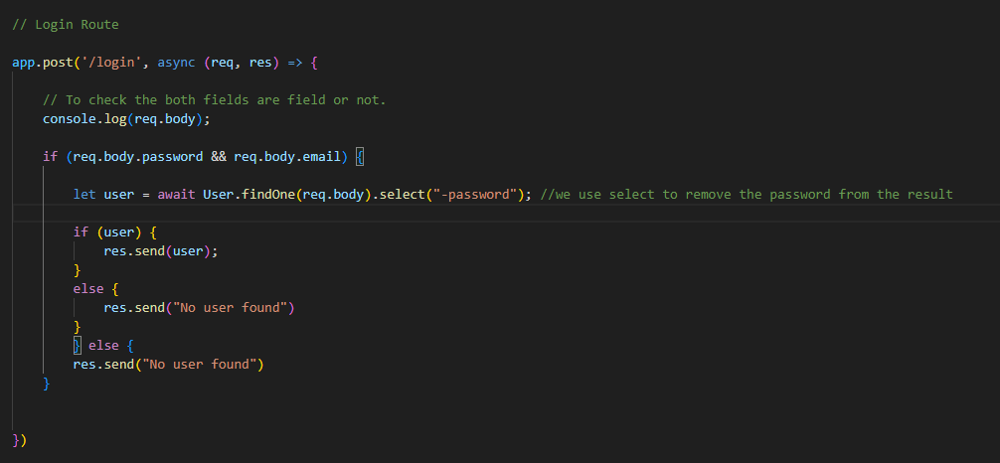 // Login Route
app.post('/login', async (req, res) => {
// To check the both fields are field or not.
console.log(req.body);
if (req.body.password && req.body.email) {
let user = await User.findOne(req.body).select("-password"); //we use select to remove the password from the result
if (user) {
res.send(user);
}
else {
res.send("No user found")
}
} else {
res.send("No user found")
}
})